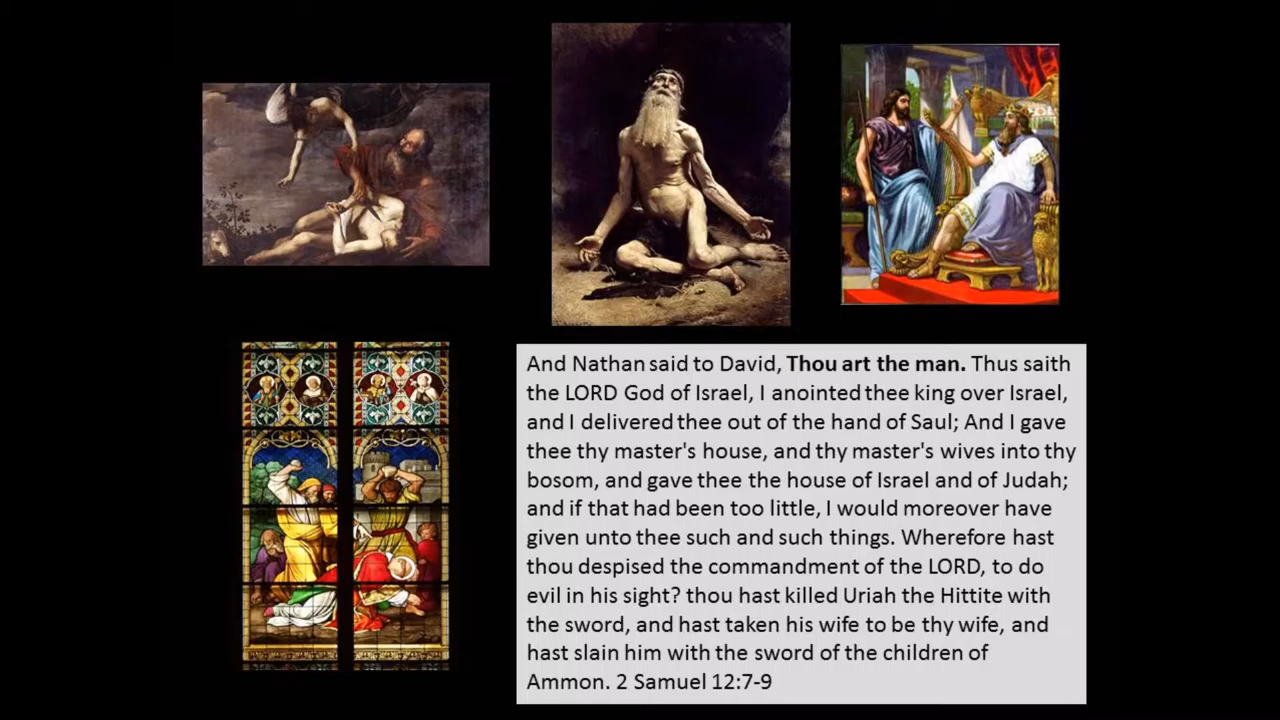 And Nathan said to David, Thou art the man. Thus saith
the LORD God of Israel, I anointed thee king over Israel,
and I delivered thee out of the hand of Saul; And I gave
thee thy master's house, and thy master's wives into thy
bosom, and gave thee the house of Israel and of Judah;
and if that had been too little, I would moreover have
given unto thee such and such things. Wherefore hast
thou despised the commandment of the LORD, to do
evil in his sight? thou hast killed Uriah the Hittite with
the sword, and hast taken his wife to be thy wife, and
hast slain him with the sword of the children of
Ammon. 2 Samuel 12:7-9